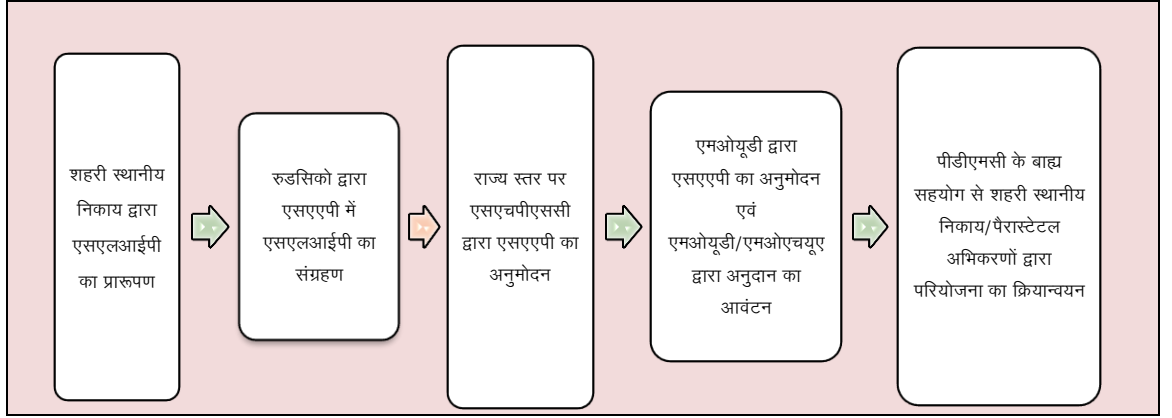 शहरी स्थानीय
निकाय द्वारा
एसएलआईपी
का प्रारूपण
रुडसिको द्वारा
एसएएपी में
एसएलआईपी का
संग्रहण
राज्य स्तर पर
एसएचपीएससी
द्वारा एसएएपी का
अनुमोदन
एमओयूडी द्वारा
एसएएपी का अनुमोदन
एवं
एमओयूडी/एमओएचयूए
द्वारा अनुदान का
आवंटन
पीडीएमसी के बाह्य
सहयोग से शहरी स्थानीय
निकाय/पैरास्टेटल
अभिकरणों द्वारा
परियोजना का क्रियान्वयन